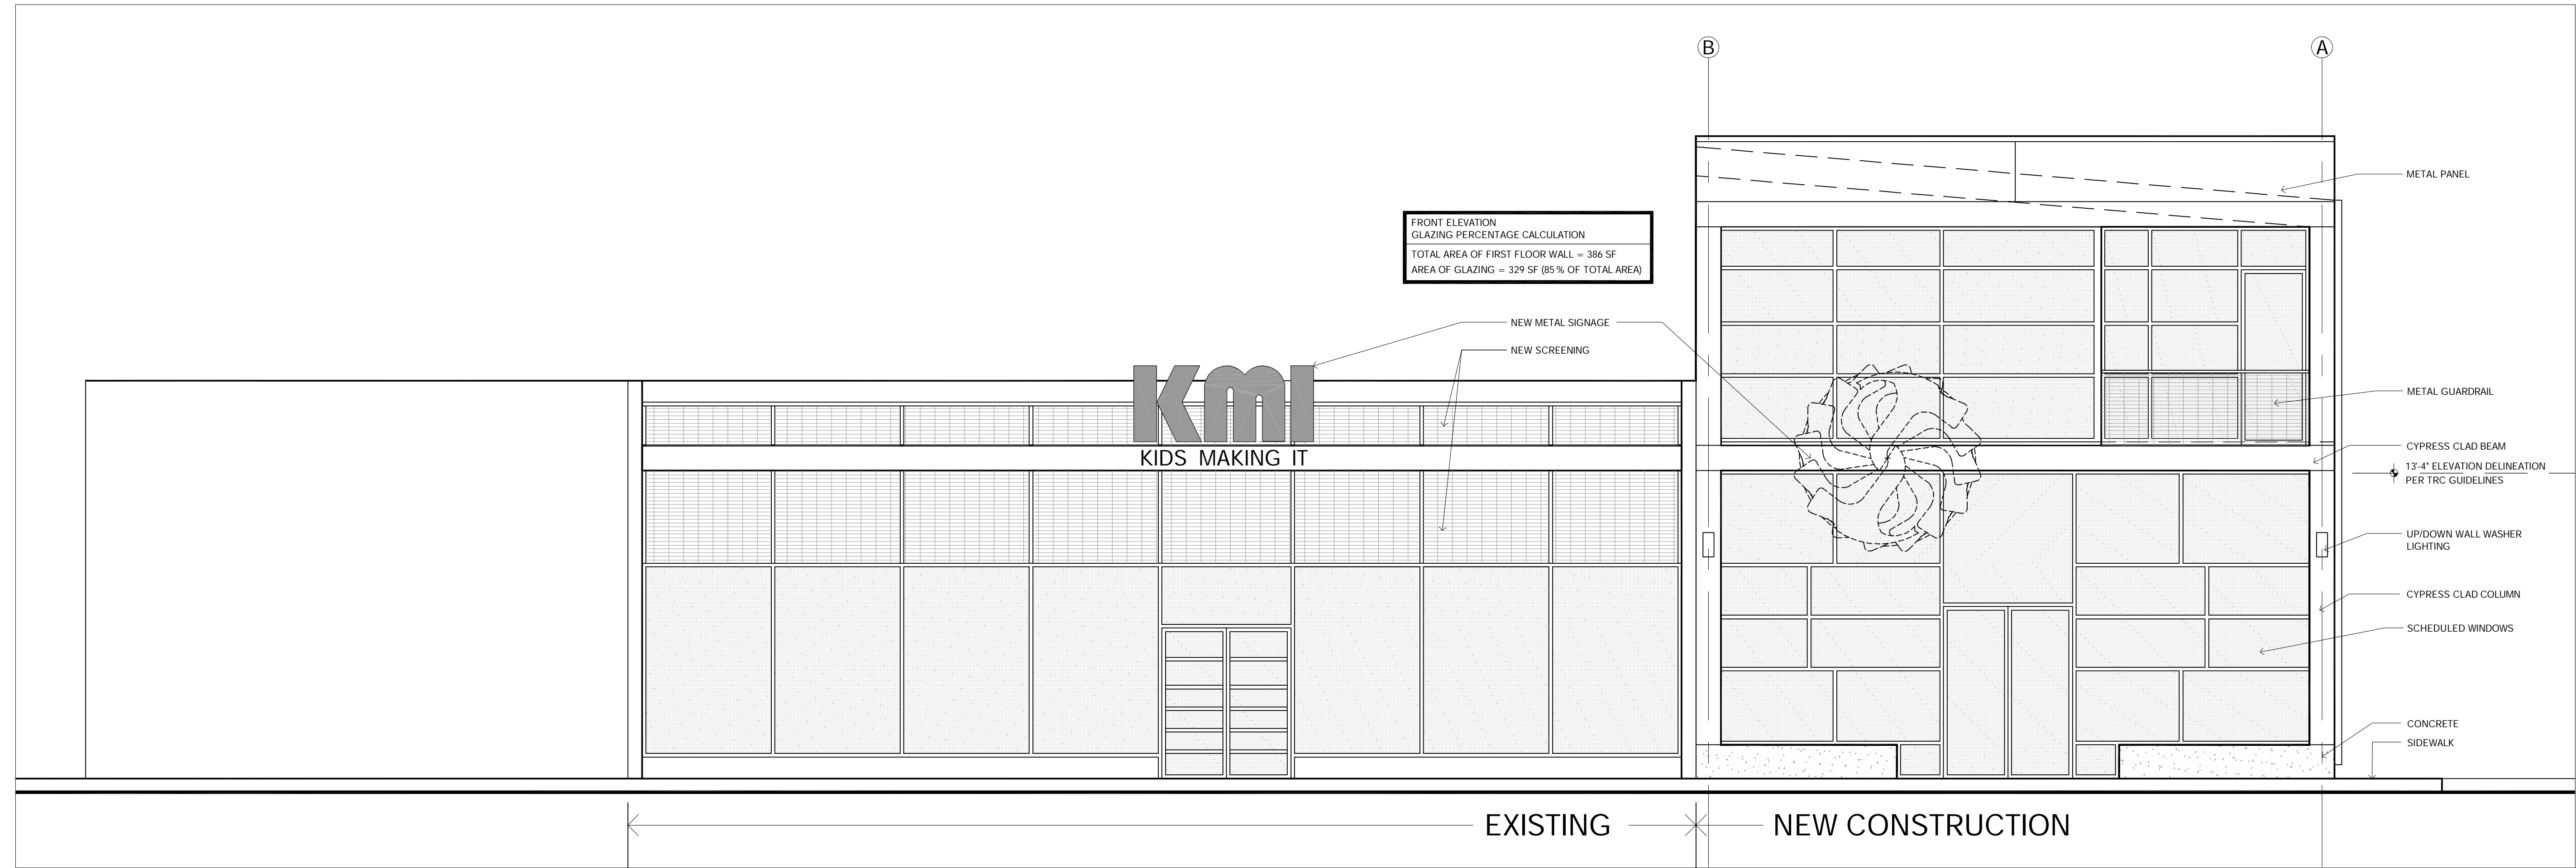 B
A
METAL PANEL
FRONT ELEVATION
GLAZING PERCENTAGE CALCULATION
TOTAL AREA OF FIRST FLOOR WALL = 386 SF
AREA OF GLAZING = 329 SF (85% OF TOTAL AREA)
NEW METAL SIGNAGE
NEW SCREENING
kmi
KIDS MAKING IT
METAL GUARDRAIL
CYPRESS CLAD BEAM
13'-4" ELEVATION DELINEATION
PER TRC GUIDELINES
UP/DOWN WALL WASHER
LIGHTING
CYPRESS CLAD COLUMN
SCHEDULED WINDOWS
CONCRETE
SIDEWALK
EXISTING
NEW CONSTRUCTION